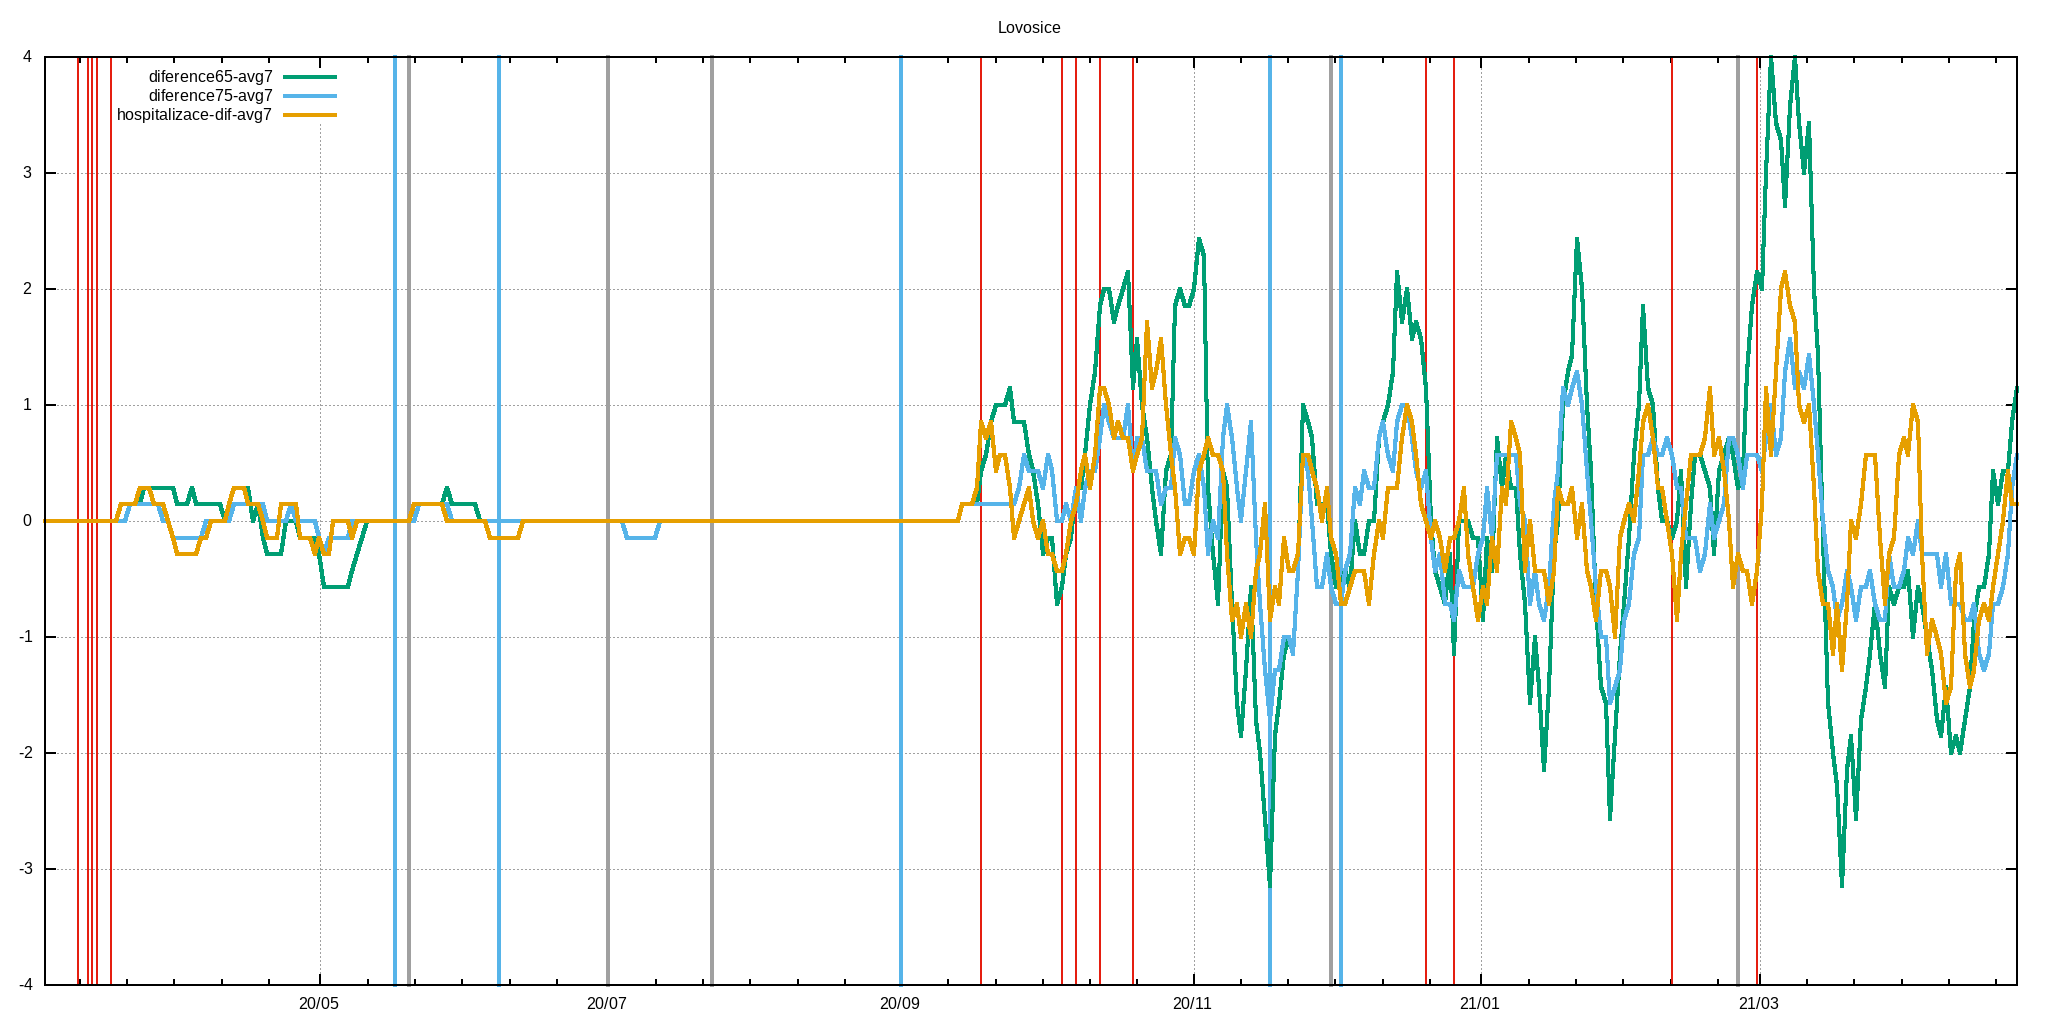 Lovosice
4
diference65-avg7
diference75-avg7
hospitalizace-dif-avg7
3
2
1
0
-1
-2
-3
-4
20/05 20/07 20/09 20/11 21/01 21/03